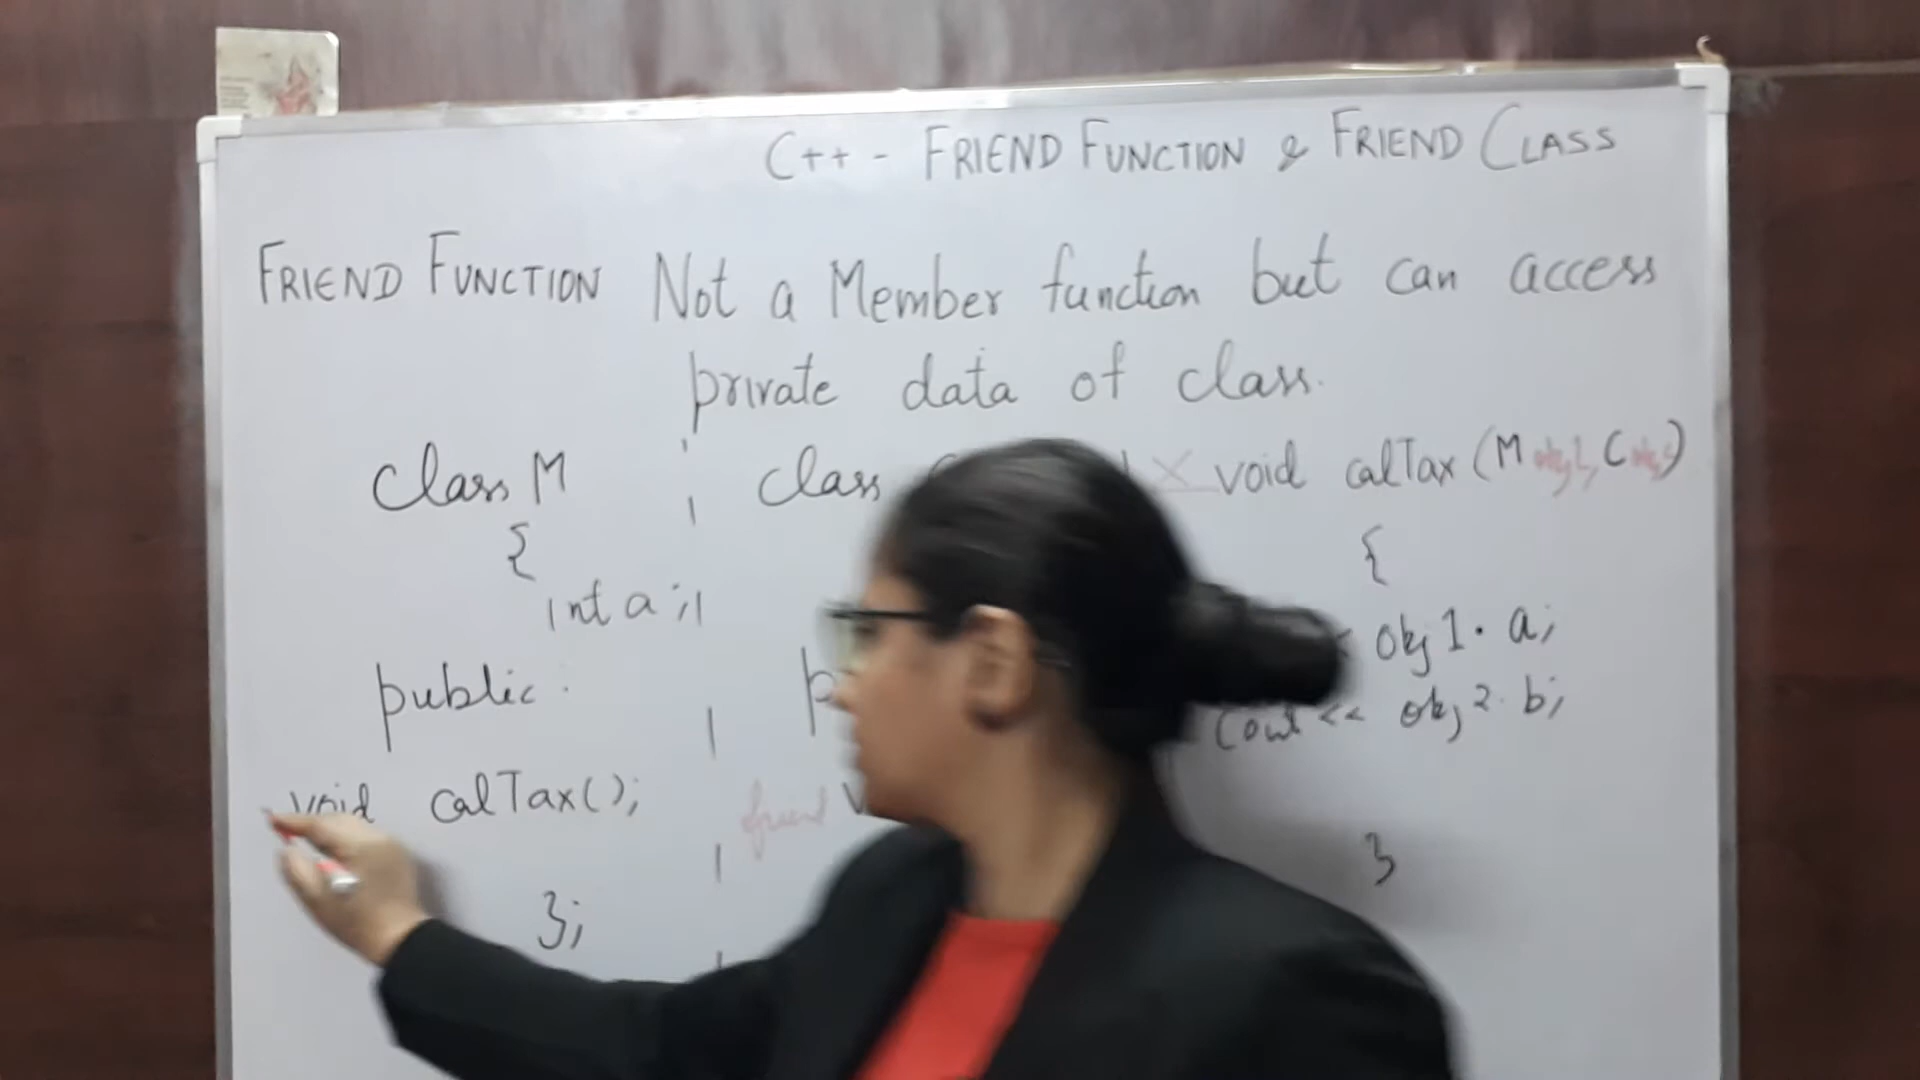 C++ - FRIEND FUNCTION & FRIEND CLASS
FRIEND FUNCTION Not a Member function but can access
private data of class.
class M
{
int a;
public:
void calTax();
};
class
friend
void calTax (M obj1, C
{
obj1. a;
Cout << obj2. b;
}